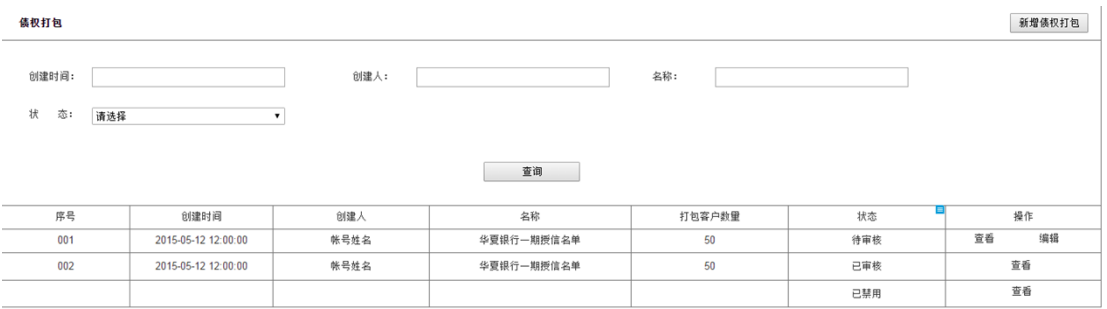 债权打包 新增债权打包
创建时间: 创建人: 名称:
状 态: 请选择
查询
序号 创建时间 创建人 名称 打包客户数量 状态 操作
001 2015-05-12 12:00:00 帐号姓名 华夏银行一期授信名单 50 待审核 查看 编辑
002 2015-05-12 12:00:00 帐号姓名 华夏银行一期授信名单 50 已审核 查看
已禁用 查看